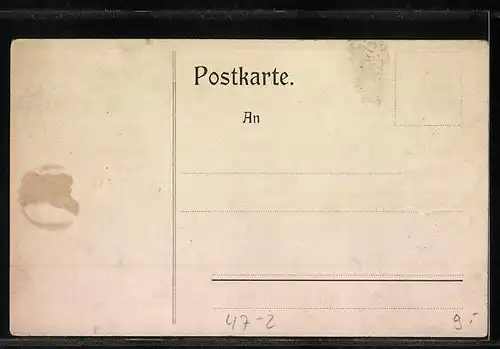 Postkarte.
An
47-2 9.-